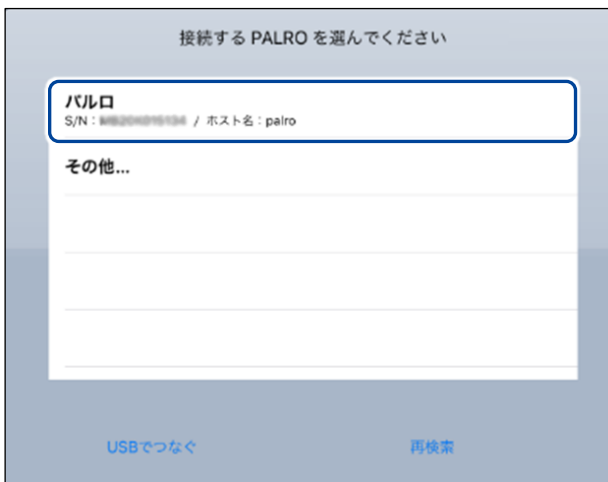 接続する PALRO を選んでください
パルロ
S/N： / ホスト名：palro
その他...
USBでつなぐ
再検索